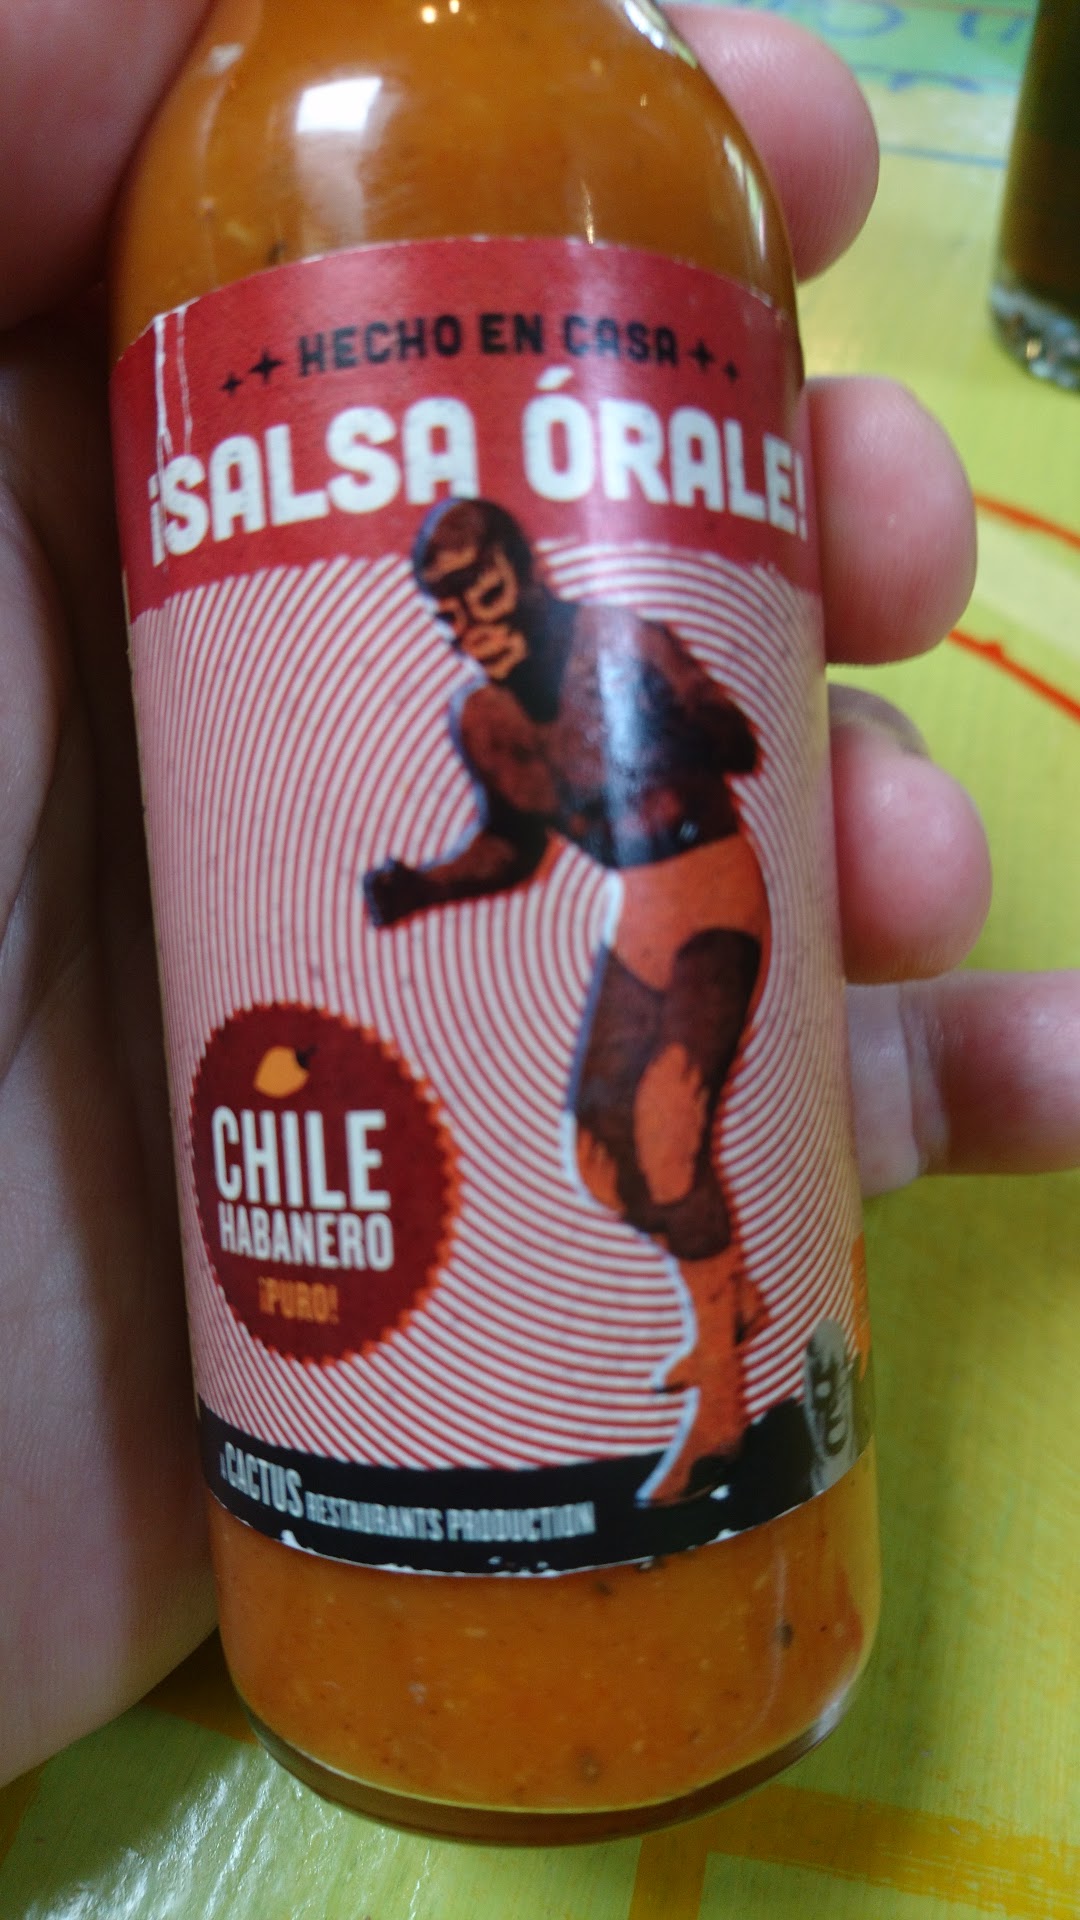 HECHO EN CASA
¡SALSA ÓRALE!
CHILE
HABANERO
¡PURO!
A CACTUS RESTAURANTS PRODUCTION